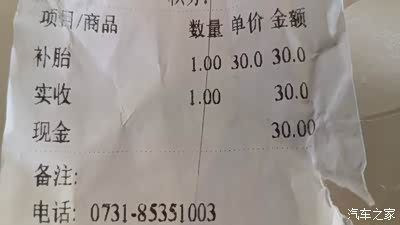 项目/商品 数量 单价 金额
补胎 1.00 30.0 30.0
实收 1.00 30.0
现金 30.00
备注:
电话: 0731-85351003
汽车之家